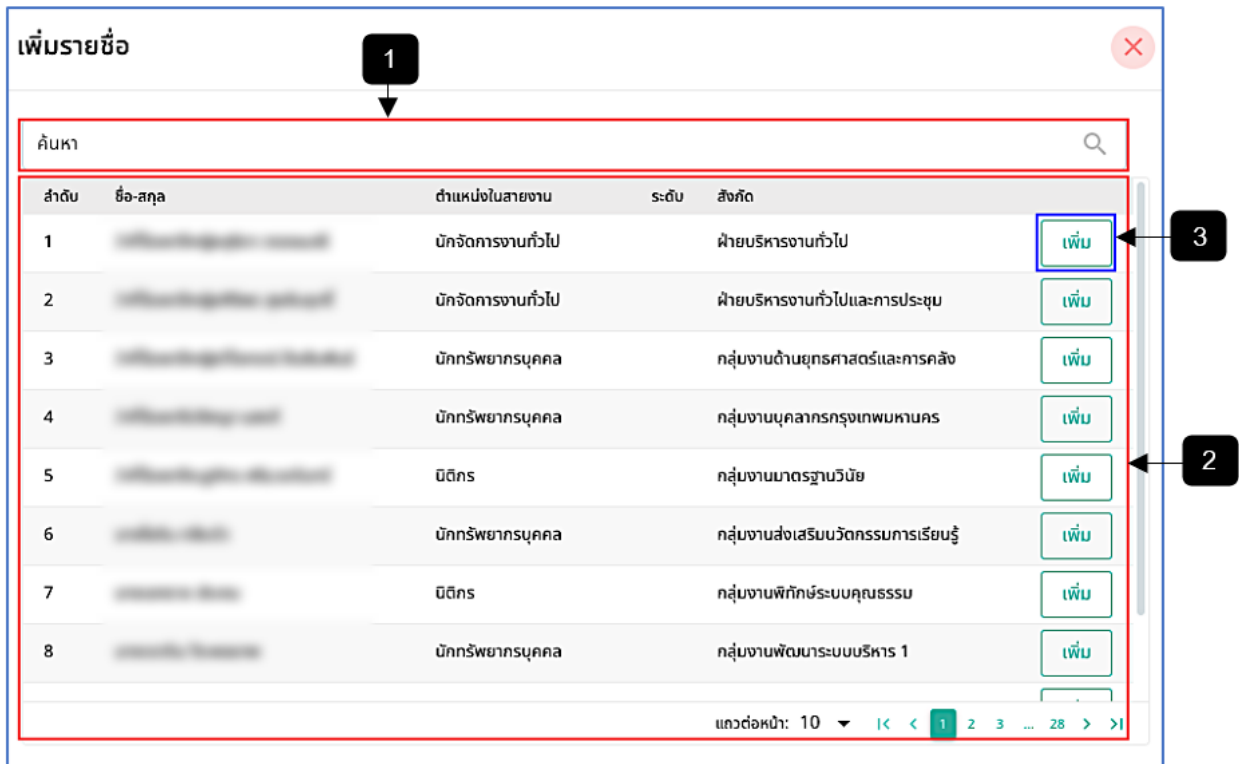 เพิ่มรายชื่อ
1
ค้นหา
ลำดับ ชื่อ-สกุล ตำแหน่งในสายงาน ระดับ สังกัด
1 นักจัดการงานทั่วไป ฝ่ายบริหารงานทั่วไป เพิ่ม 3
2 นักจัดการงานทั่วไป ฝ่ายบริหารงานทั่วไปและการประชุม เพิ่ม
3 นักทรัพยากรบุคคล กลุ่มงานด้านยุทธศาสตร์และการคลัง เพิ่ม
4 นักทรัพยากรบุคคล กลุ่มงานบุคลากรกรุงเทพมหานคร เพิ่ม
2
5 นิติกร กลุ่มงานมาตรฐานวินัย เพิ่ม
6 นักทรัพยากรบุคคล กลุ่มงานส่งเสริมนวัตกรรมการเรียนรู้ เพิ่ม
7 นิติกร กลุ่มงานพิทักษ์ระบบคุณธรรม เพิ่ม
8 นักทรัพยากรบุคคล กลุ่มงานพัฒนาระบบบริหาร 1 เพิ่ม
แถวต่อหน้า: 10 1 2 3 ... 28